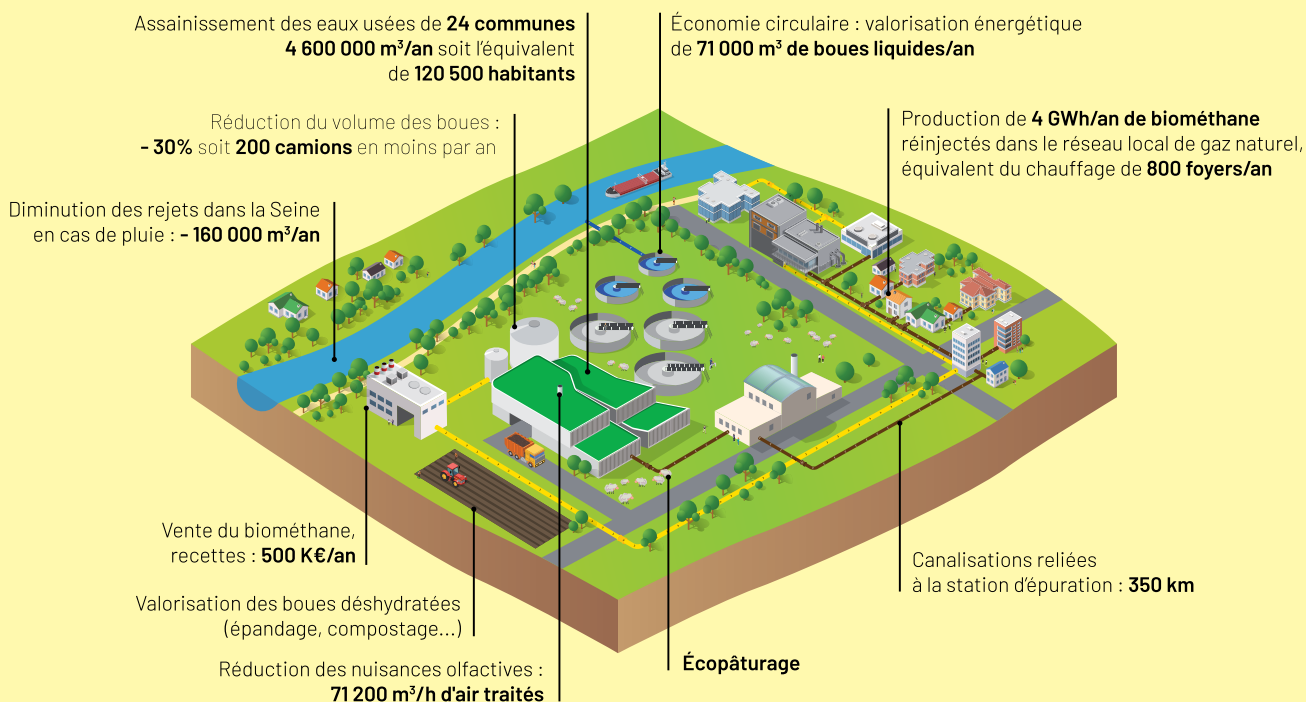 Assainissement des eaux usées de 24 communes
4 600 000 m³/an soit l'équivalent
de 120 500 habitants
Économie circulaire : valorisation énergétique
de 71 000 m³ de boues liquides/an
Réduction du volume des boues :
- 30% soit 200 camions en moins par an
Production de 4 GWh/an de biométhane
réinjectés dans le réseau local de gaz naturel,
équivalent du chauffage de 800 foyers/an
Diminution des rejets dans la Seine
en cas de pluie : - 160 000 m³/an
Vente du biométhane,
recettes : 500 K€/an
Canalisations reliées
à la station d'épuration : 350 km
Valorisation des boues déshydratées
(épandage, compostage...)
Réduction des nuisances olfactives :
71 200 m³/h d'air traités
Écopâturage